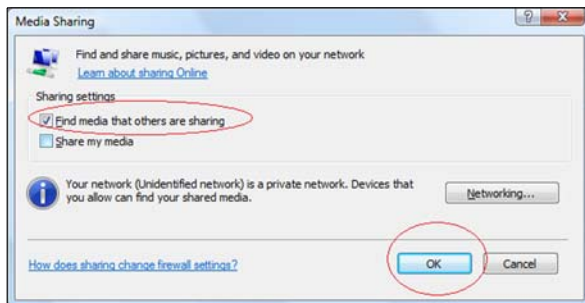 Media Sharing
Find and share music, pictures, and video on your network
Learn about sharing Online
Sharing settings
Find media that others are sharing
Share my media
Your network (Unidentified network) is a private network. Devices that
you allow can find your shared media.
Networking...
How does sharing change firewall settings?
OK
Cancel